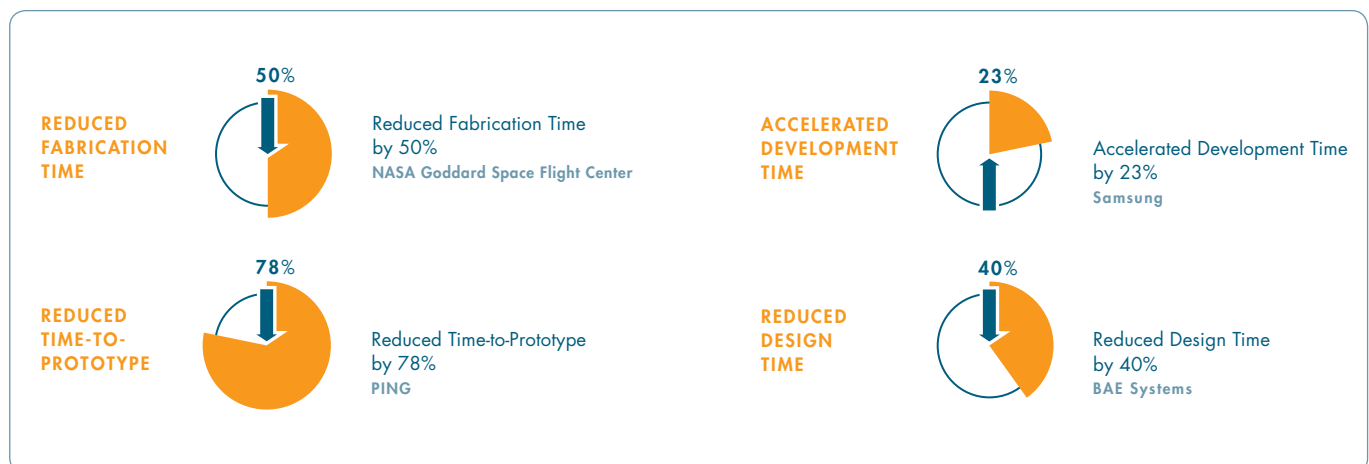 50%
REDUCED
FABRICATION
TIME
Reduced Fabrication Time
by 50%
NASA Goddard Space Flight Center
23%
ACCELERATED
DEVELOPMENT
TIME
Accelerated Development Time
by 23%
Samsung
78%
REDUCED
TIME-TO-
PROTOTYPE
Reduced Time-to-Prototype
by 78%
PING
40%
REDUCED
DESIGN
TIME
Reduced Design Time
by 40%
BAE Systems